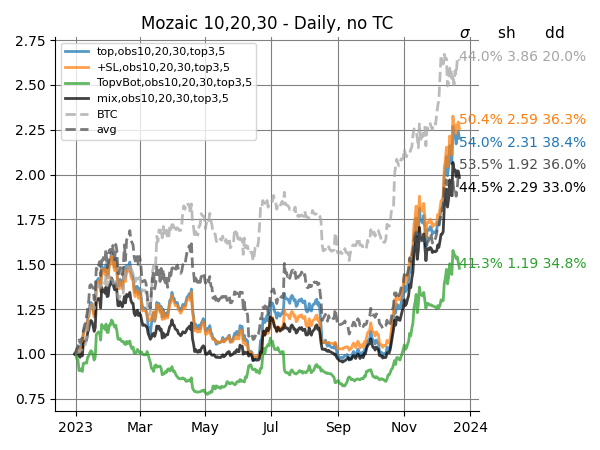 Mozaic 10,20,30 - Daily, no TC
σ sh dd
2.75
2.50
2.25
2.00
1.75
1.50
1.25
1.00
0.75
top,obs10,20,30,top3,5
+SL,obs10,20,30,top3,5
TopvBot,obs10,20,30,top3,5
mix,obs10,20,30,top3,5
BTC
avg
44.0% 3.86 20.0%
50.4% 2.59 36.3%
54.0% 2.31 38.4%
53.5% 1.92 36.0%
44.5% 2.29 33.0%
41.3% 1.19 34.8%
2023 Mar May Jul Sep Nov 2024